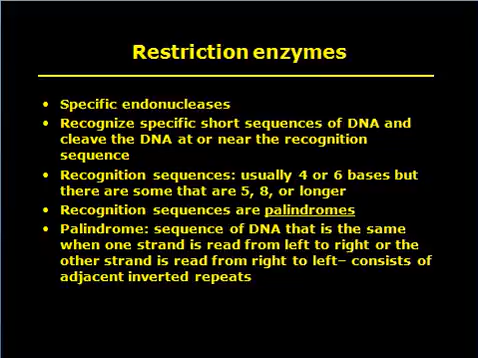 Restriction enzymes
• Specific endonucleases
• Recognize specific short sequences of DNA and
cleave the DNA at or near the recognition
sequence
• Recognition sequences: usually 4 or 6 bases but
there are some that are 5, 8, or longer
• Recognition sequences are palindromes
• Palindrome: sequence of DNA that is the same
when one strand is read from left to right or the
other strand is read from right to left– consists of
adjacent inverted repeats